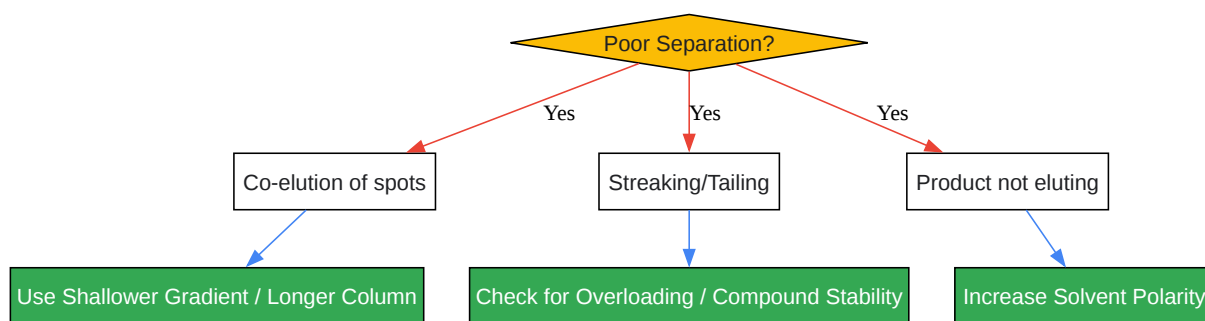 Poor Separation?
Yes
Yes
Yes
Co-elution of spots
Streaking/Tailing
Product not eluting
Use Shallower Gradient / Longer Column
Check for Overloading / Compound Stability
Increase Solvent Polarity